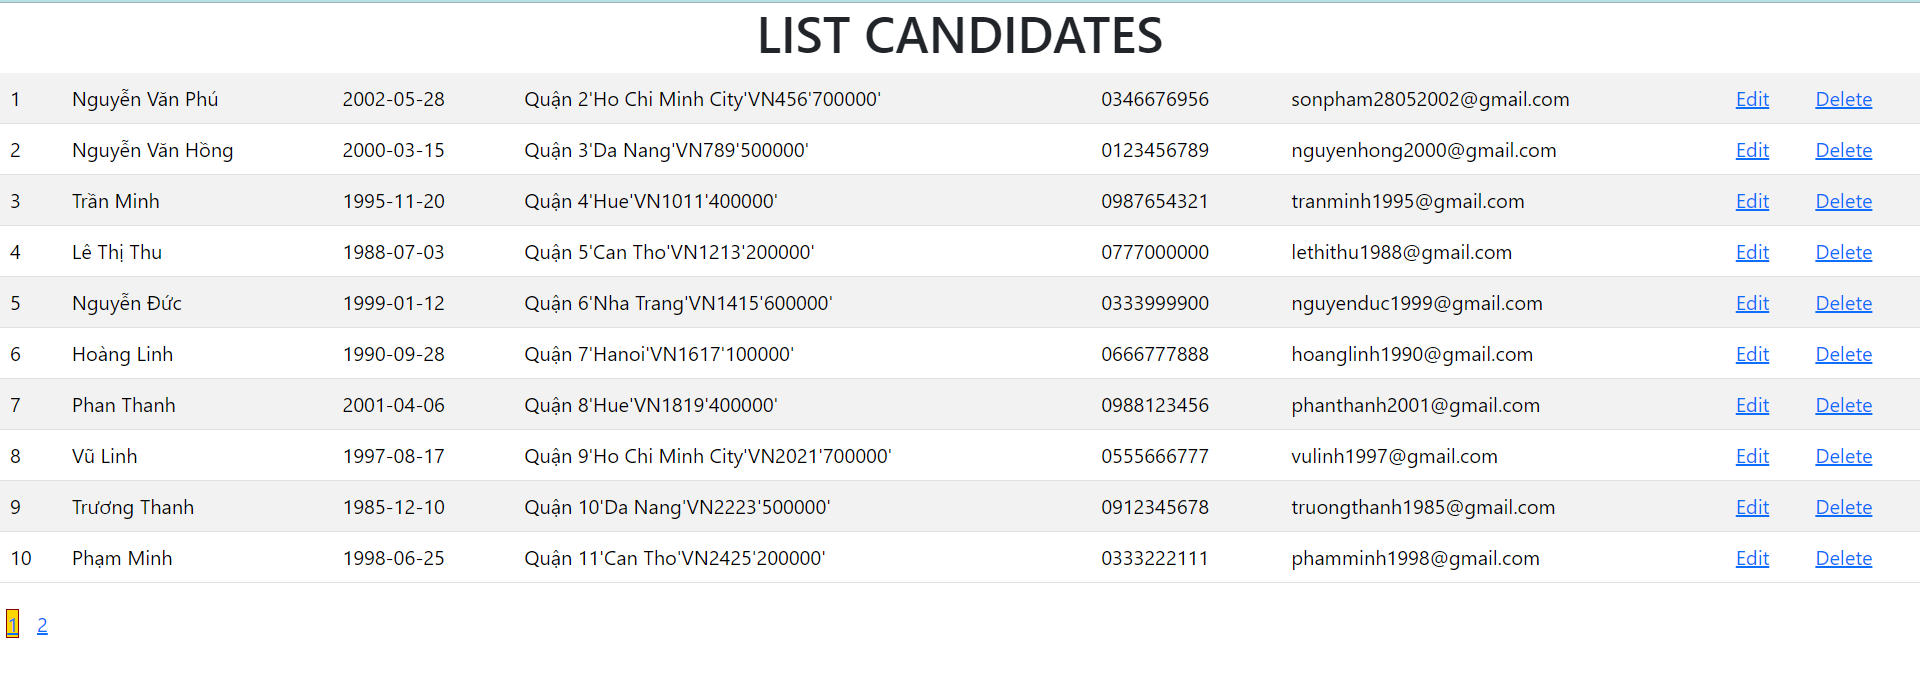 LIST CANDIDATES
1 Nguyễn Văn Phú 2002-05-28 Quận 2'Ho Chi Minh City'VN456'700000' 0346676956 sonpham28052002@gmail.com Edit Delete
2 Nguyễn Văn Hồng 2000-03-15 Quận 3'Da Nang'VN789'500000' 0123456789 nguyenhong2000@gmail.com Edit Delete
3 Trần Minh 1995-11-20 Quận 4'Hue'VN1011'400000' 0987654321 tranminh1995@gmail.com Edit Delete
4 Lê Thị Thu 1988-07-03 Quận 5'Can Tho'VN1213'200000' 0777000000 lethithu1988@gmail.com Edit Delete
5 Nguyễn Đức 1999-01-12 Quận 6'Nha Trang'VN1415'600000' 0333999900 nguyenduc1999@gmail.com Edit Delete
6 Hoàng Linh 1990-09-28 Quận 7'Hanoi'VN1617'100000' 0666777888 hoanglinh1990@gmail.com Edit Delete
7 Phan Thanh 2001-04-06 Quận 8'Hue'VN1819'400000' 0988123456 phanthanh2001@gmail.com Edit Delete
8 Vũ Linh 1997-08-17 Quận 9'Ho Chi Minh City'VN2021'700000' 0555666777 vulinh1997@gmail.com Edit Delete
9 Trương Thanh 1985-12-10 Quận 10'Da Nang'VN2223'500000' 0912345678 truongthanh1985@gmail.com Edit Delete
10 Phạm Minh 1998-06-25 Quận 11'Can Tho'VN2425'200000' 0333222111 phamminh1998@gmail.com Edit Delete
1 2